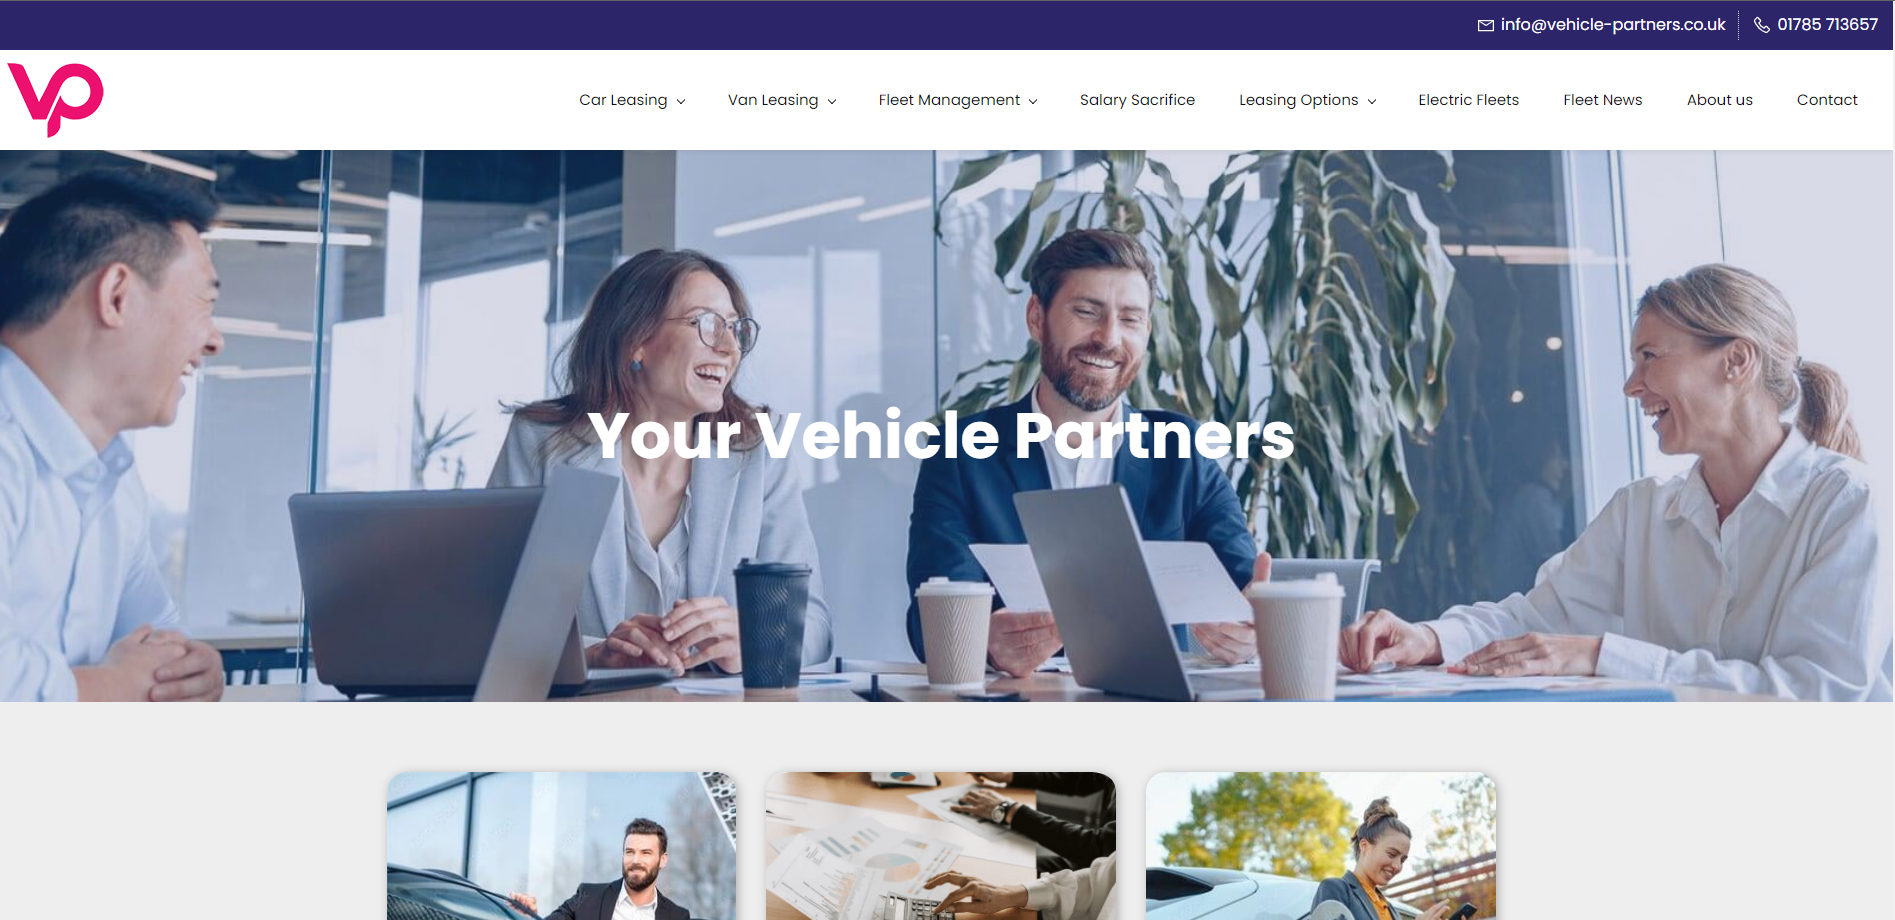 info@vehicle-partners.co.uk 01785 713657
vp
Car Leasing Van Leasing Fleet Management Salary Sacrifice Leasing Options Electric Fleets Fleet News About us Contact
Your Vehicle Partners